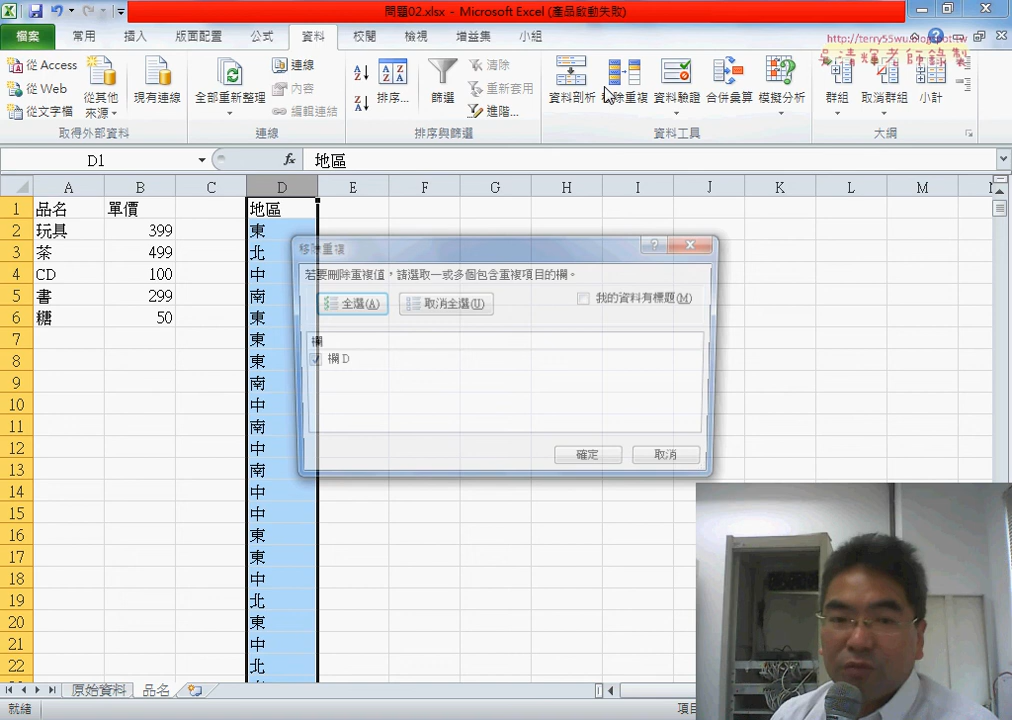 問題02.xlsx - Microsoft Excel (產品啟動失敗)
檔案 常用 插入 版面配置 公式 資料 校閱 檢視 增益集 小組
http://terry55wu.blogspot.tw
吳清輝老師錄製
從 Access
從 Web
從文字檔
從其他來源
現有連線
取得外部資料
全部重新整理
連線
內容
編輯連結
連線
排序...
篩選
清除
重新套用
進階...
排序與篩選
資料剖析
移除重複
資料驗證
合併彙算
模擬分析
資料工具
群組
取消群組
小計
大綱
D1 fx 地區
A B C D E F G H I J K L M
1 品名 單價 地區
2 玩具 399 東
3 茶 499 北
4 CD 100 中
5 書 299 南
6 糖 50 東
7 東
8 東
9 南
10 中
11 南
12 中
13 南
14 中
15 中
16 東
17 東
18 中
19 北
20 東
21 中
22 北
移除重複
若要刪除重複值，請選取一或多個包含重複項目的欄。
全選(A) 取消全選(U) 我的資料有標題(M)
欄
欄 D
確定 取消
原始資料 品名
就緒